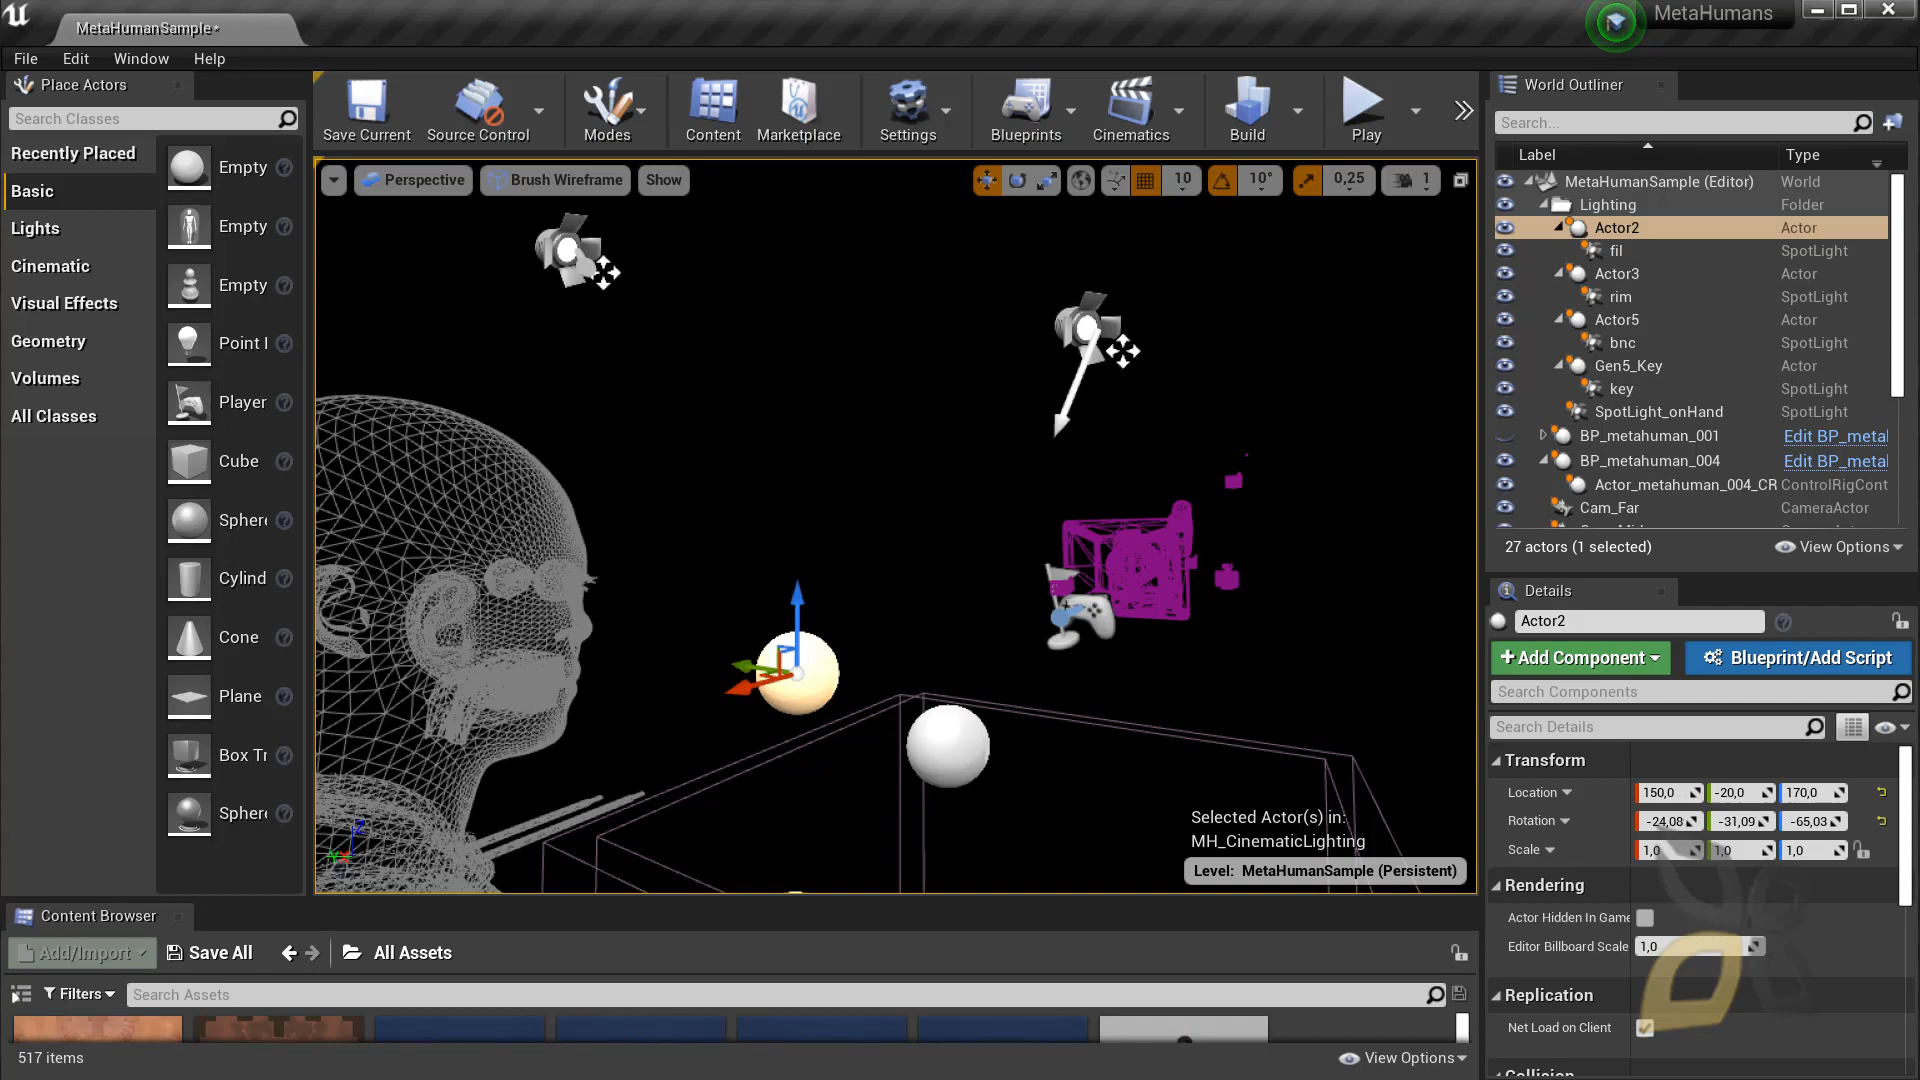 MetaHumanSample*
MetaHumans
File Edit Window Help
Place Actors
Search Classes
Recently Placed
Basic
Lights
Cinematic
Visual Effects
Geometry
Volumes
All Classes
Empty
Empty
Empty
Point
Player
Cube
Sphere
Cylind
Cone
Plane
Box Tr
Sphere
Save Current
Source Control
Modes
Content
Marketplace
Settings
Blueprints
Cinematics
Build
Play
Perspective
Brush Wireframe
Show
10
10°
0,25
1
Selected Actor(s) in:
MH_CinematicLighting
Level: MetaHumanSample (Persistent)
World Outliner
Search...
Label Type
MetaHumanSample (Editor) World
Lighting Folder
Actor2 Actor
fil SpotLight
Actor3 Actor
rim SpotLight
Actor5 Actor
bnc SpotLight
Gen5_Key Actor
key SpotLight
SpotLight_onHand SpotLight
BP_metahuman_001 Edit BP_metal
BP_metahuman_004 Edit BP_metal
Actor_metahuman_004_CR ControlRigCont
Cam_Far CameraActor
27 actors (1 selected)
View Options
Details
Actor2
+Add Component
Blueprint/Add Script
Search Components
Search Details
Transform
Location 150,0 -20,0 170,0
Rotation -24,08 -31,09 -65,03
Scale 1,0 1,0 1,0
Rendering
Actor Hidden In Game
Editor Billboard Scale 1,0
Replication
Net Load on Client
Collision
Content Browser
Add/Import
Save All
All Assets
Filters
Search Assets
517 items
View Options